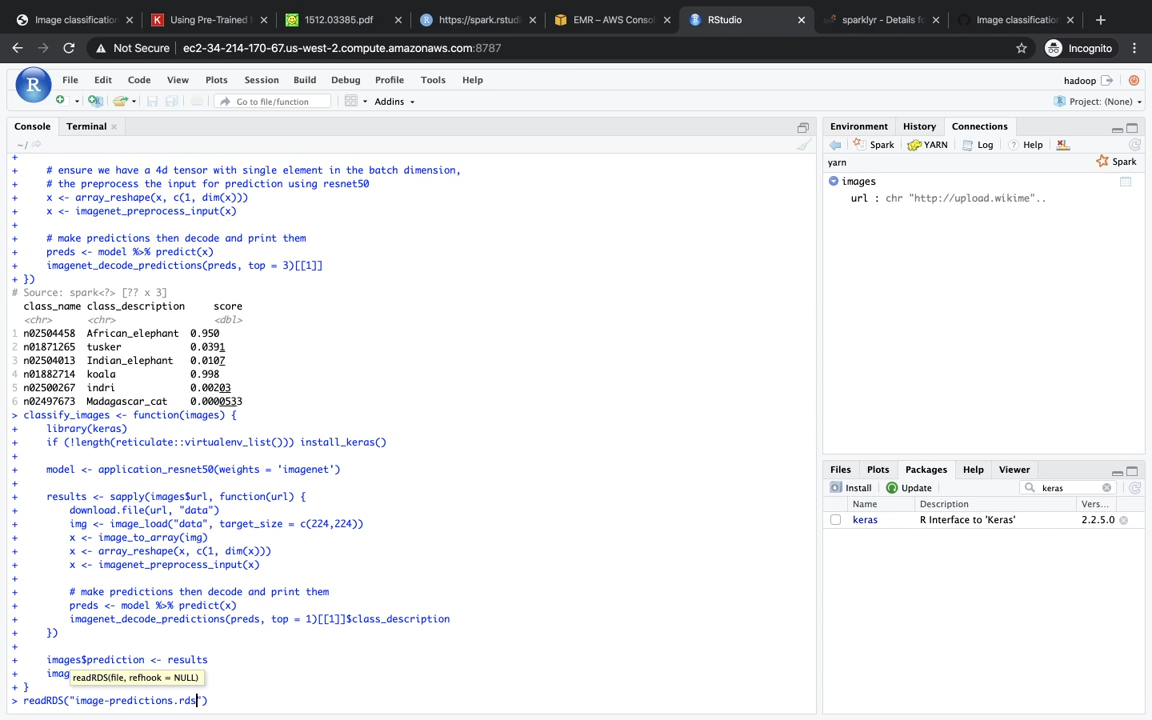 Image classification
Using Pre-Trained M
1512.03385.pdf
https://spark.rstudi
EMR – AWS Consol
RStudio
sparklyr - Details fo
Image classification
Not Secure
ec2-34-214-170-67.us-west-2.compute.amazonaws.com:8787
Incognito
File Edit Code View Plots Session Build Debug Profile Tools Help
hadoop
Go to file/function
Addins
Project: (None)
Console Terminal
~/
+
+ # ensure we have a 4d tensor with single element in the batch dimension,
+ # the preprocess the input for prediction using resnet50
+ x <- array_reshape(x, c(1, dim(x)))
+ x <- imagenet_preprocess_input(x)
+
+ # make predictions then decode and print them
+ preds <- model %>% predict(x)
+ imagenet_decode_predictions(preds, top = 3)[[1]]
+ })
# Source: spark<?> [?? x 3]
class_name class_description score
<chr> <chr> <dbl>
1 n02504458 African_elephant 0.950
2 n01871265 tusker 0.0391
3 n02504013 Indian_elephant 0.0107
4 n01882714 koala 0.998
5 n02500267 indri 0.00203
6 n02497673 Madagascar_cat 0.0000533
> classify_images <- function(images) {
+ library(keras)
+ if (!length(reticulate::virtualenv_list())) install_keras()
+
+ model <- application_resnet50(weights = 'imagenet')
+
+ results <- sapply(images$url, function(url) {
+ download.file(url, "data")
+ img <- image_load("data", target_size = c(224,224))
+ x <- image_to_array(img)
+ x <- array_reshape(x, c(1, dim(x)))
+ x <- imagenet_preprocess_input(x)
+
+ # make predictions then decode and print them
+ preds <- model %>% predict(x)
+ imagenet_decode_predictions(preds, top = 1)[[1]]$class_description
+ })
+
+ images$prediction <- results
+ imag
readRDS(file, refhook = NULL)
+ }
> readRDS("image-predictions.rds")
Environment History Connections
Spark YARN Log Help
yarn Spark
images
url : chr "http://upload.wikime"..
Files Plots Packages Help Viewer
Install Update keras
Name Description Vers...
keras R Interface to 'Keras' 2.2.5.0